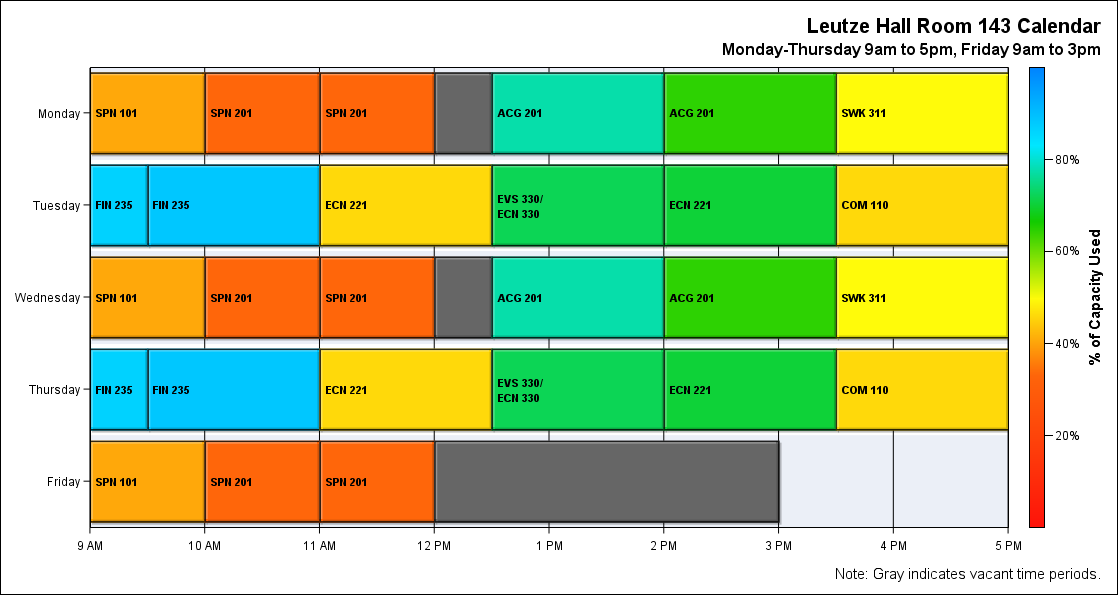 Leutze Hall Room 143 Calendar
Monday-Thursday 9am to 5pm, Friday 9am to 3pm
Monday
SPN 101
SPN 201
SPN 201
ACG 201
ACG 201
SWK 311
Tuesday
FIN 235
FIN 235
ECN 221
EVS 330/
ECN 330
ECN 221
COM 110
Wednesday
SPN 101
SPN 201
SPN 201
ACG 201
ACG 201
SWK 311
Thursday
FIN 235
FIN 235
ECN 221
EVS 330/
ECN 330
ECN 221
COM 110
Friday
SPN 101
SPN 201
SPN 201
9 AM
10 AM
11 AM
12 PM
1 PM
2 PM
3 PM
4 PM
5 PM
80%
60%
40%
20%
% of Capacity Used
Note: Gray indicates vacant time periods.